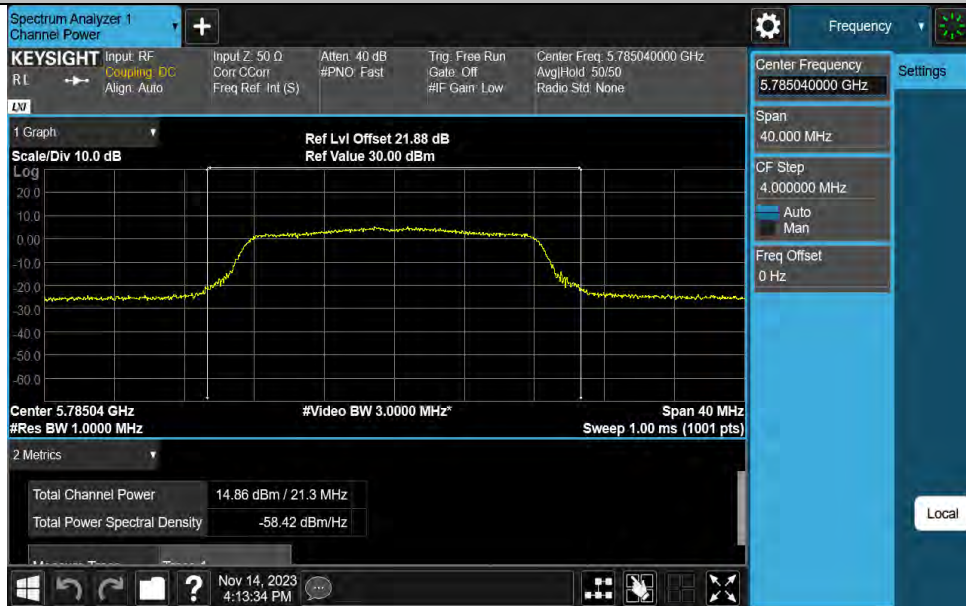 Spectrum Analyzer 1
Channel Power
+
Frequency
KEYSIGHT
Input: RF
Coupling: DC
Align: Auto
Input Z: 50 Ω
Corr CCorr
Freq Ref: Int (S)
Atten: 40 dB
#PNO: Fast
Trig: Free Run
Gate: Off
#IF Gain: Low
Center Freq: 5.785040000 GHz
Avg|Hold: 50/50
Radio Std: None
LXI
Center Frequency
5.785040000 GHz
Settings
Span
40.000 MHz
CF Step
4.000000 MHz
Auto
Man
Freq Offset
0 Hz
1 Graph
Ref Lvl Offset 21.88 dB
Scale/Div 10.0 dB
Ref Value 30.00 dBm
Log
20.0
10.0
0.00
-10.0
-20.0
-30.0
-40.0
-50.0
-60.0
Center 5.78504 GHz
#Video BW 3.0000 MHz*
Span 40 MHz
#Res BW 1.0000 MHz
Sweep 1.00 ms (1001 pts)
2 Metrics
Total Channel Power
14.86 dBm / 21.3 MHz
Total Power Spectral Density
-58.42 dBm/Hz
Local
?
Nov 14, 2023
4:13:34 PM